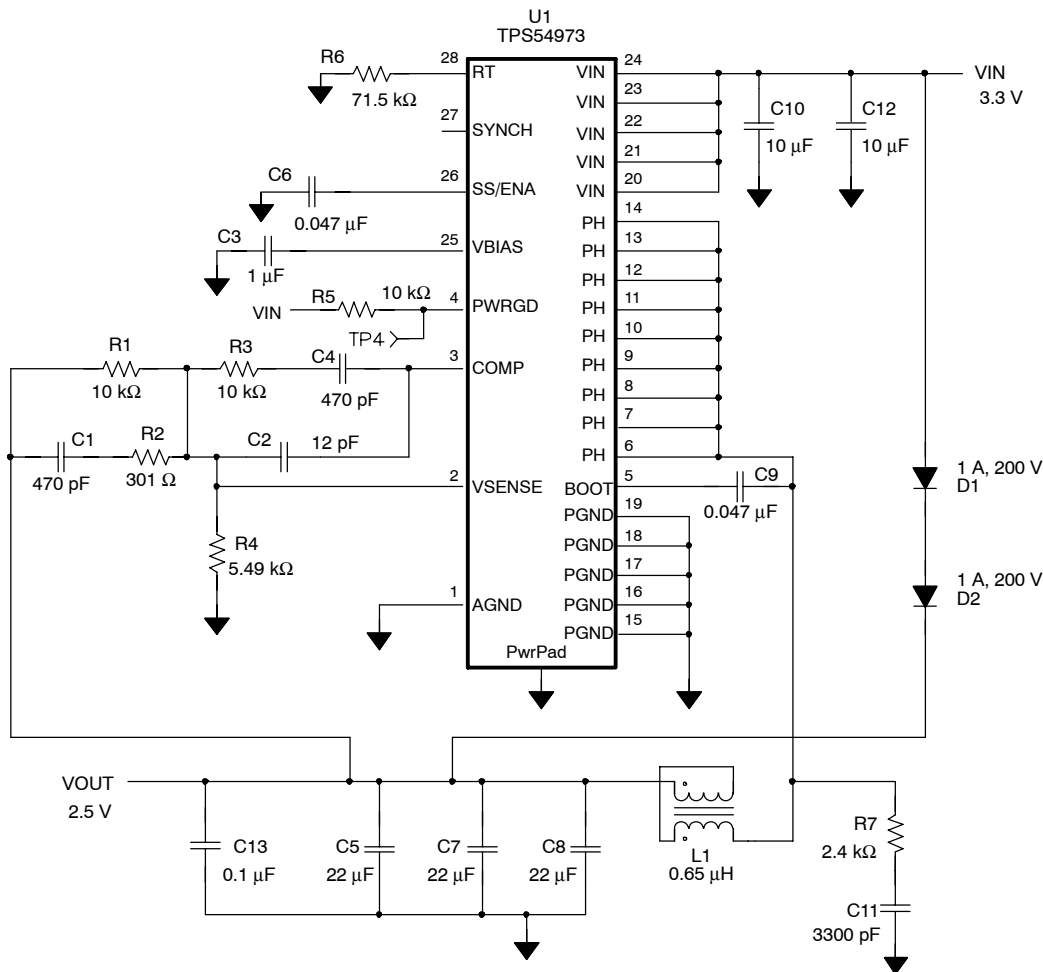 U1
TPS54973
R6
71.5 kΩ
28
RT
27
SYNCH
C6
0.047 μF
26
SS/ENA
C3
1 μF
25
VBIAS
VIN
R5
10 kΩ
4
PWRGD
TP4
R1
10 kΩ
R3
10 kΩ
C4
470 pF
3
COMP
C1
470 pF
R2
301 Ω
C2
12 pF
2
VSENSE
R4
5.49 kΩ
1
AGND
PwrPad
VIN
24
VIN
23
VIN
22
VIN
21
VIN
20
PH
14
PH
13
PH
12
PH
11
PH
10
PH
9
PH
8
PH
7
PH
6
BOOT
5
PGND
19
PGND
18
PGND
17
PGND
16
PGND
15
C10
10 μF
C12
10 μF
VIN
3.3 V
C9
0.047 μF
1 A, 200 V
D1
1 A, 200 V
D2
VOUT
2.5 V
C13
0.1 μF
C5
22 μF
C7
22 μF
C8
22 μF
L1
0.65 μH
R7
2.4 kΩ
C11
3300 pF